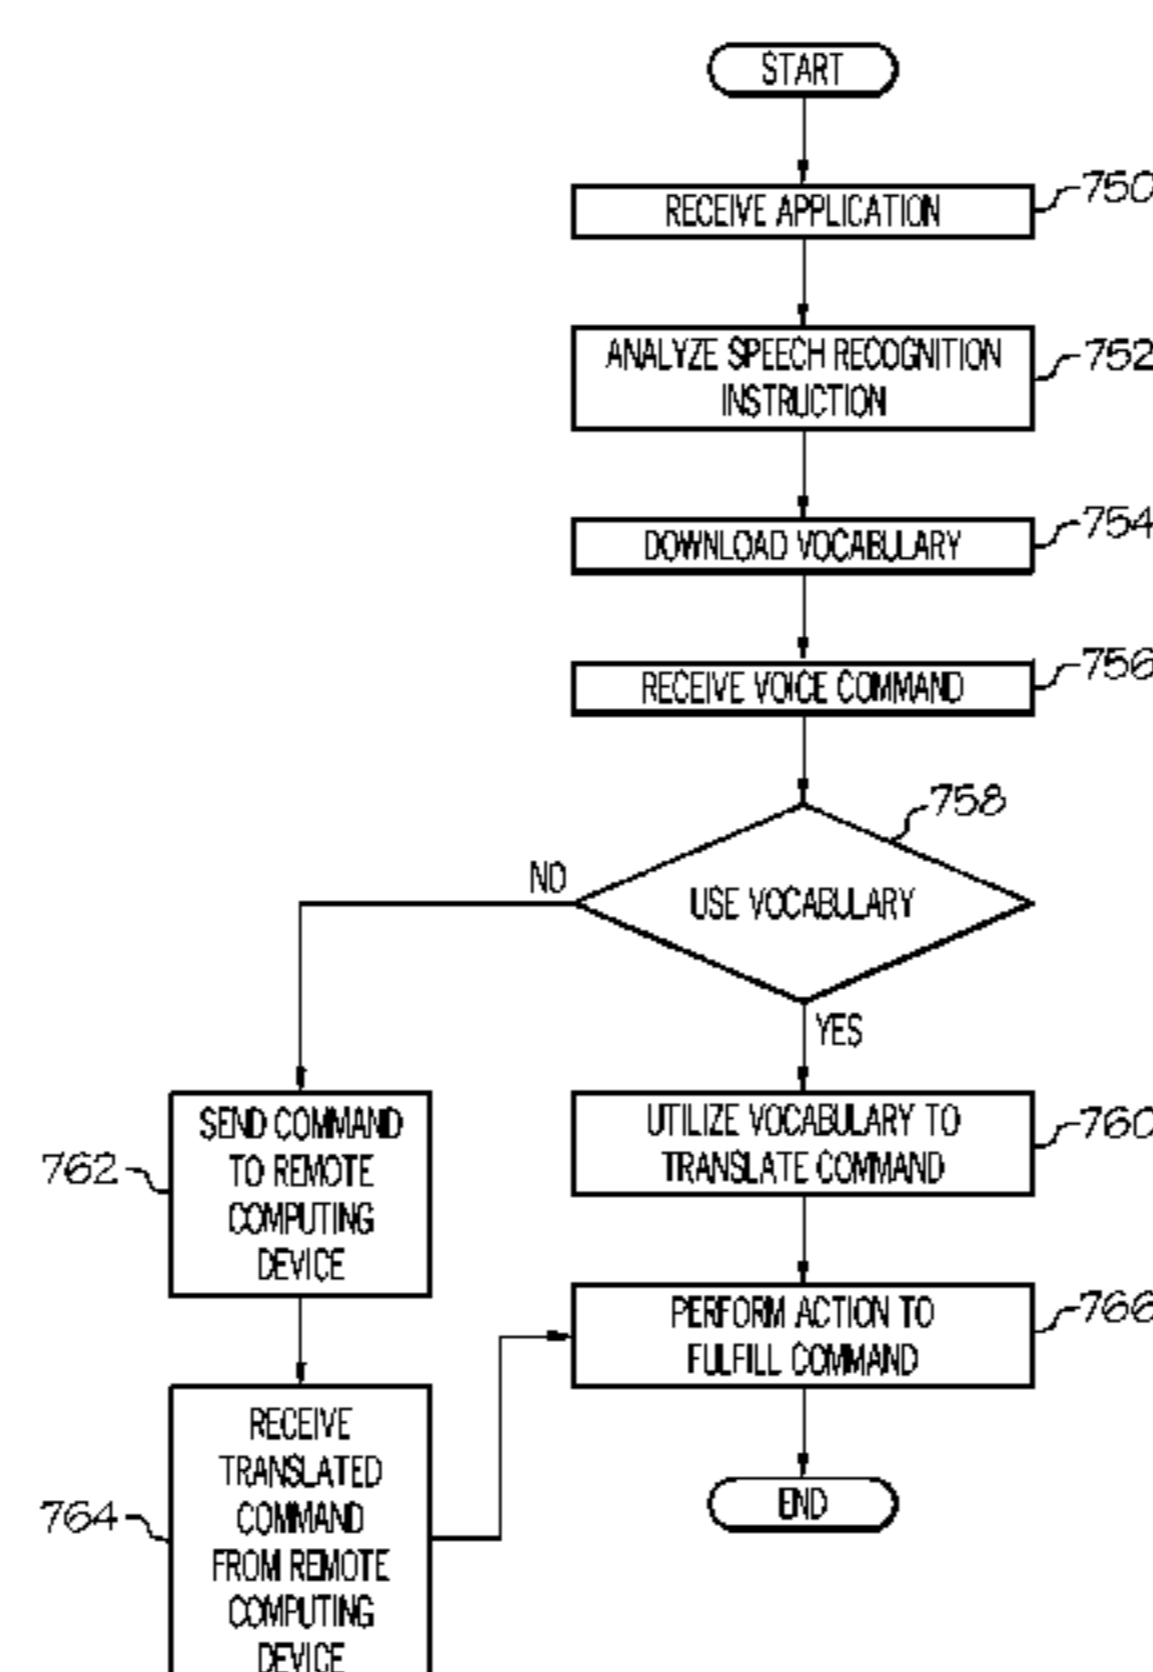 START
RECEIVE APPLICATION
750
ANALYZE SPEECH RECOGNITION
INSTRUCTION
752
DOWNLOAD VOCABULARY
754
RECEIVE VOICE COMMAND
756
758
NO
USE VOCABULARY
YES
SEND COMMAND
TO REMOTE
COMPUTING
DEVICE
762
UTILIZE VOCABULARY TO
TRANSLATE COMMAND
760
PERFORM ACTION TO
FULFILL COMMAND
766
RECEIVE
TRANSLATED
COMMAND
FROM REMOTE
COMPUTING
DEVICE
764
END